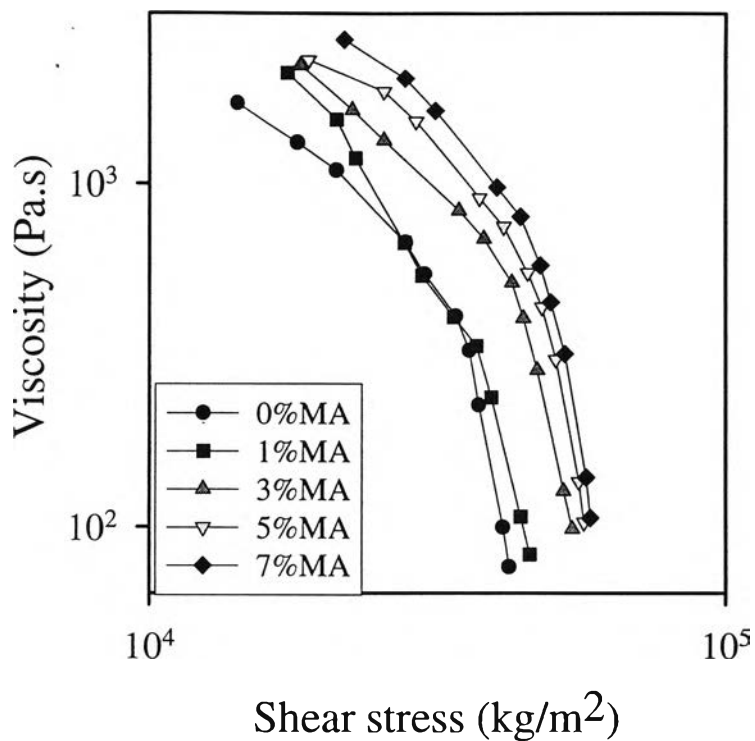 Viscosity (Pa.s)
10³
10²
0%MA
1%MA
3%MA
5%MA
7%MA
10⁴
10⁵
Shear stress (kg/m²)